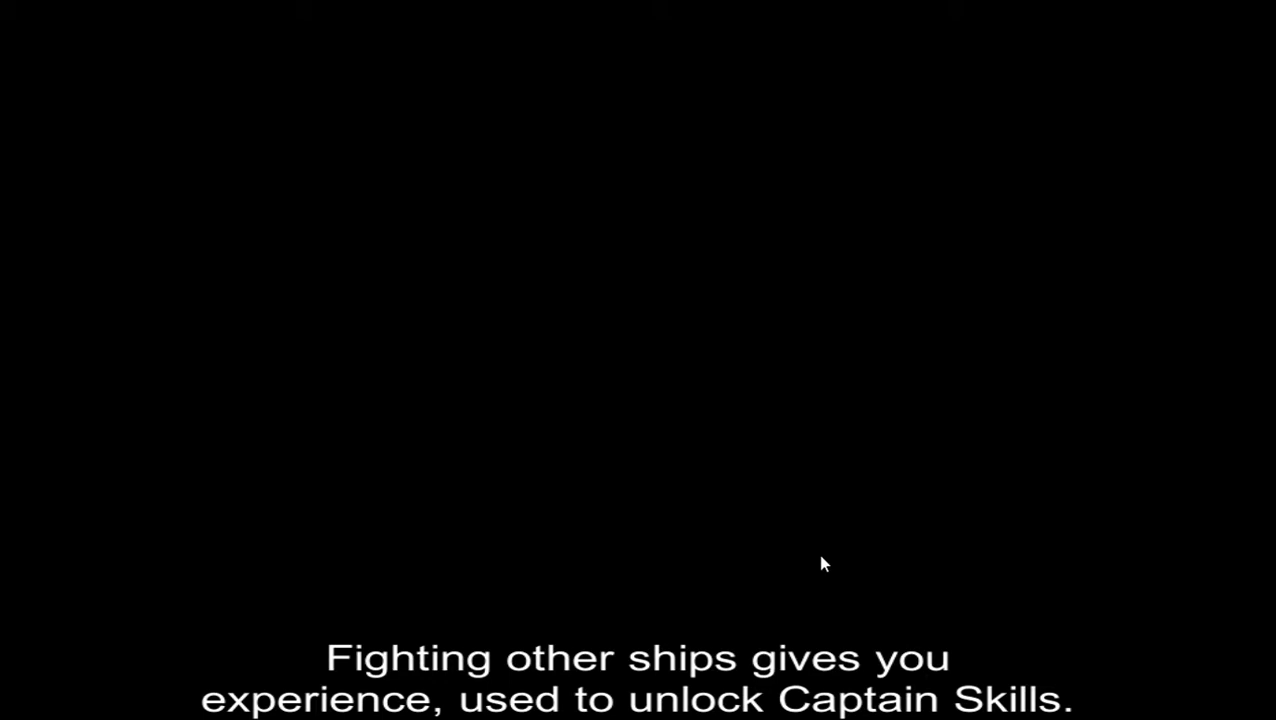 Fighting other ships gives you
experience, used to unlock Captain Skills.